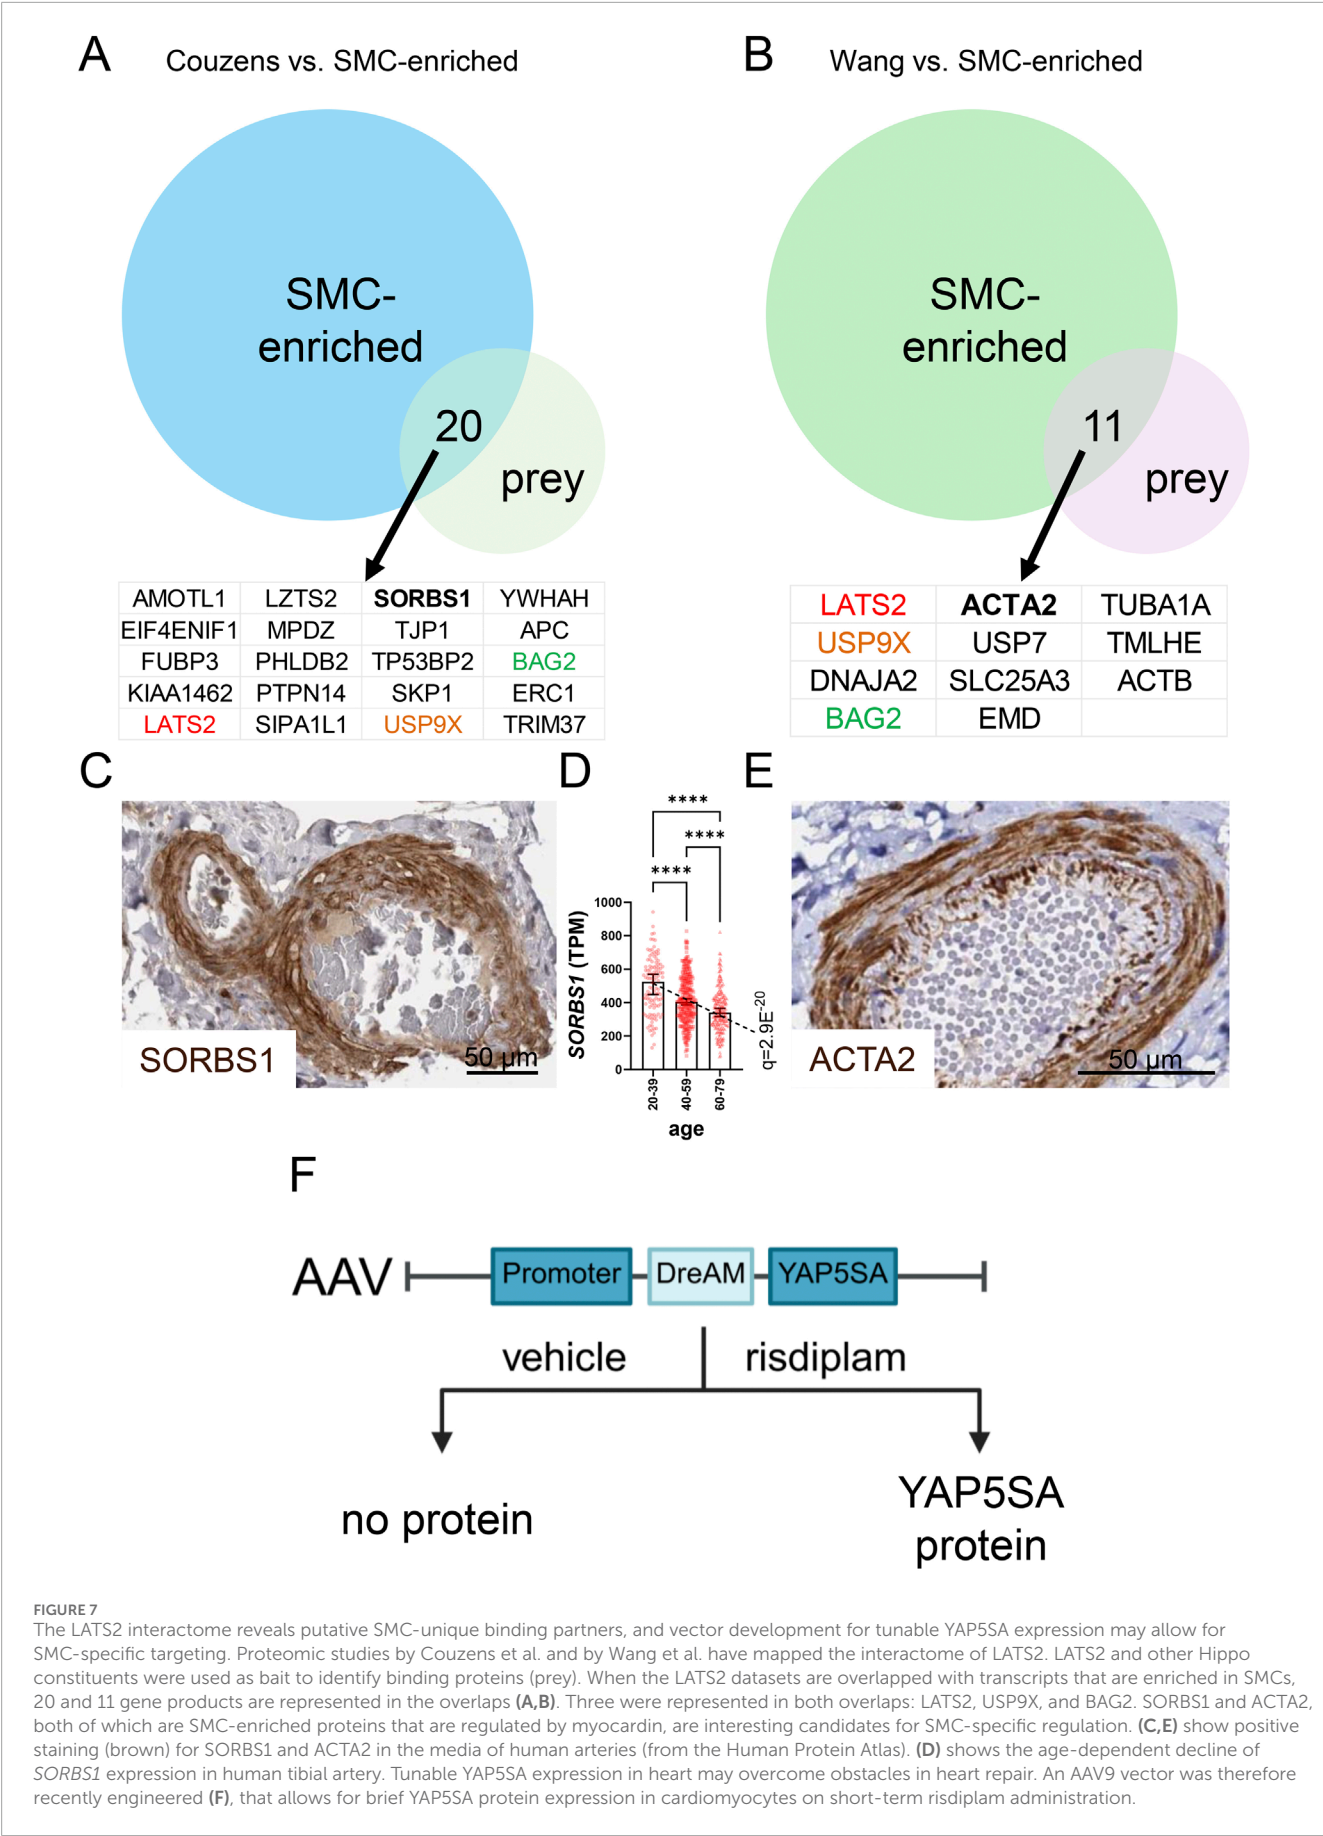 A
Couzens vs. SMC-enriched
B
Wang vs. SMC-enriched
SMC-
enriched
20
prey
SMC-
enriched
11
prey
AMOTL1 LZTS2 SORBS1 YWHAH
EIF4ENIF1 MPDZ TJP1 APC
FUBP3 PHLDB2 TP53BP2 BAG2
KIAA1462 PTPN14 SKP1 ERC1
LATS2 SIPA1L1 USP9X TRIM37
LATS2 ACTA2 TUBA1A
USP9X USP7 TMLHE
DNAJA2 SLC25A3 ACTB
BAG2 EMD
C
SORBS1
50 µm
D
****
****
****
SORBS1 (TPM)
1000
800
600
400
200
0
20-39
40-59
60-79
age
q=2.9E-20
E
ACTA2
50 µm
F
AAV
Promoter
DreAM
YAP5SA
vehicle
risdiplam
no protein
YAP5SA
protein
FIGURE 7
The LATS2 interactome reveals putative SMC-unique binding partners, and vector development for tunable YAP5SA expression may allow for
SMC-specific targeting. Proteomic studies by Couzens et al. and by Wang et al. have mapped the interactome of LATS2. LATS2 and other Hippo
constituents were used as bait to identify binding proteins (prey). When the LATS2 datasets are overlapped with transcripts that are enriched in SMCs,
20 and 11 gene products are represented in the overlaps (A,B). Three were represented in both overlaps: LATS2, USP9X, and BAG2. SORBS1 and ACTA2,
both of which are SMC-enriched proteins that are regulated by myocardin, are interesting candidates for SMC-specific regulation. (C,E) show positive
staining (brown) for SORBS1 and ACTA2 in the media of human arteries (from the Human Protein Atlas). (D) shows the age-dependent decline of
SORBS1 expression in human tibial artery. Tunable YAP5SA expression in heart may overcome obstacles in heart repair. An AAV9 vector was therefore
recently engineered (F), that allows for brief YAP5SA protein expression in cardiomyocytes on short-term risdiplam administration.